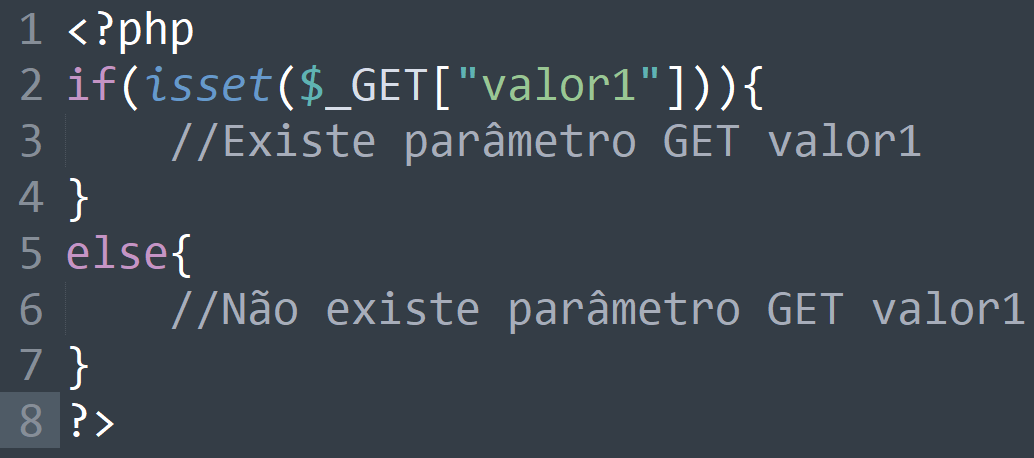 1 <?php
2 if(isset($_GET["valor1"])){
3     //Existe parâmetro GET valor1
4 }
5 else{
6     //Não existe parâmetro GET valor1
7 }
8 ?>